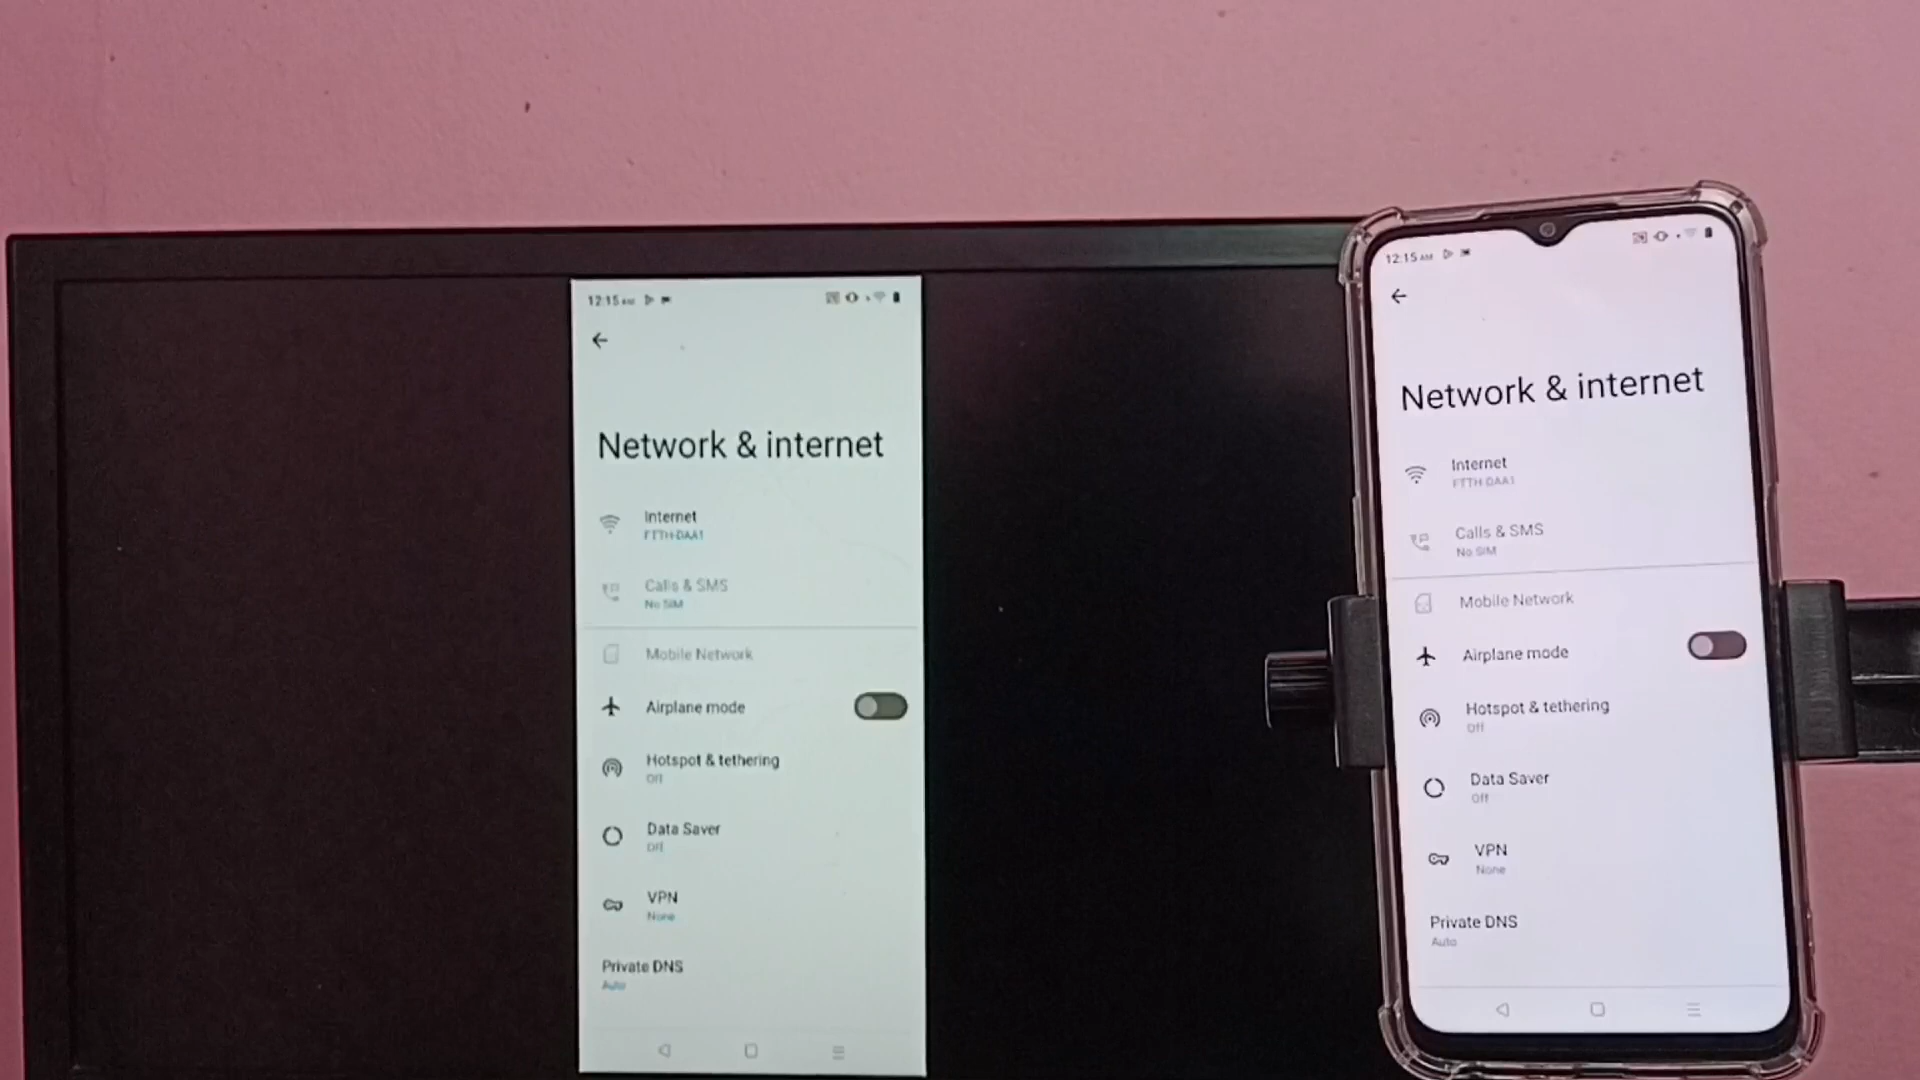 12:15 AM
Network & internet
Internet
FTTH-DAA1
Calls & SMS
No SIM
Mobile Network
Airplane mode
Hotspot & tethering
Off
Data Saver
Off
VPN
None
Private DNS
Auto
12:15 AM
Network & internet
Internet
FTTH-DAA1
Calls & SMS
No SIM
Mobile Network
Airplane mode
Hotspot & tethering
Off
Data Saver
Off
VPN
None
Private DNS
Auto